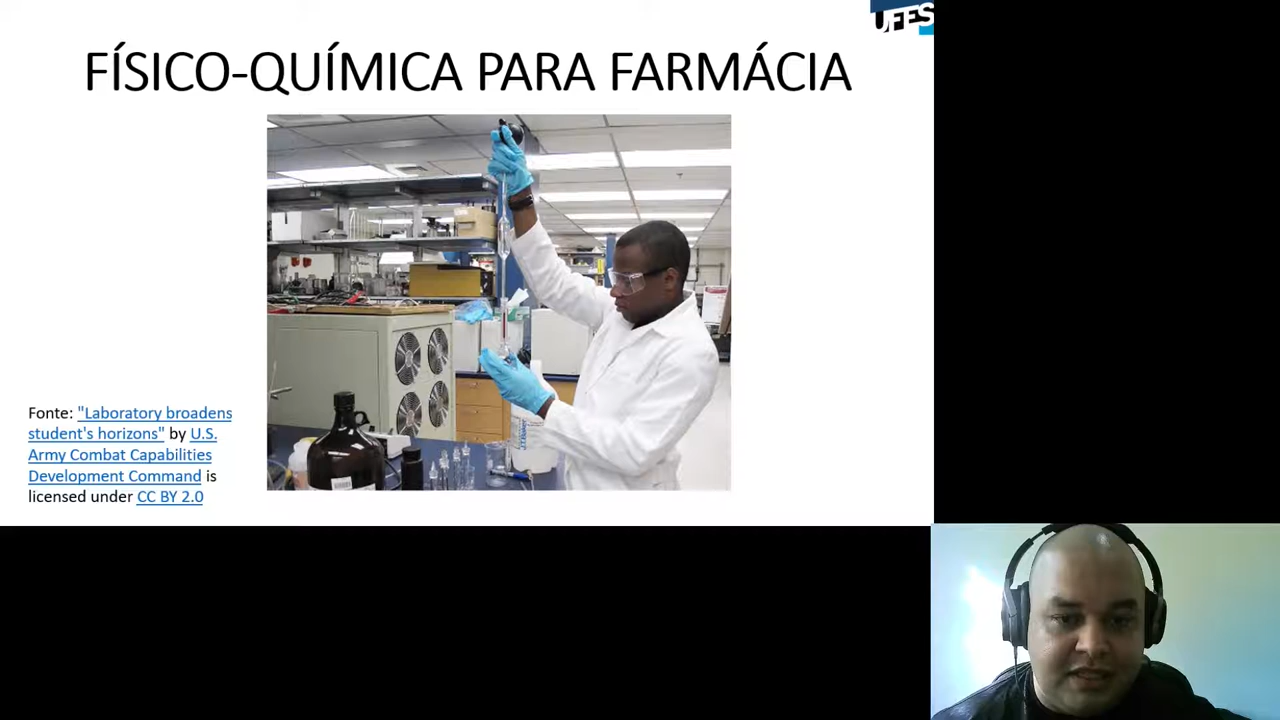 UFES
FÍSICO-QUÍMICA PARA FARMÁCIA
Fonte: "Laboratory broadens
student's horizons" by U.S.
Army Combat Capabilities
Development Command is
licensed under CC BY 2.0